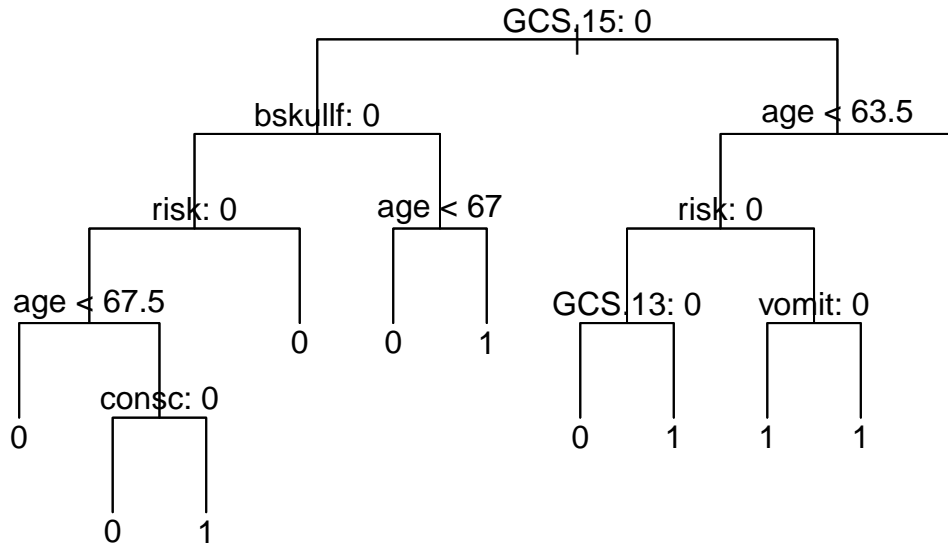 GCS.15: 0
bskullf: 0
age < 63.5
risk: 0
age < 67
risk: 0
age < 67.5
GCS.13: 0
vomit: 0
0
0
1
consc: 0
0
0
1
1
1
0
1